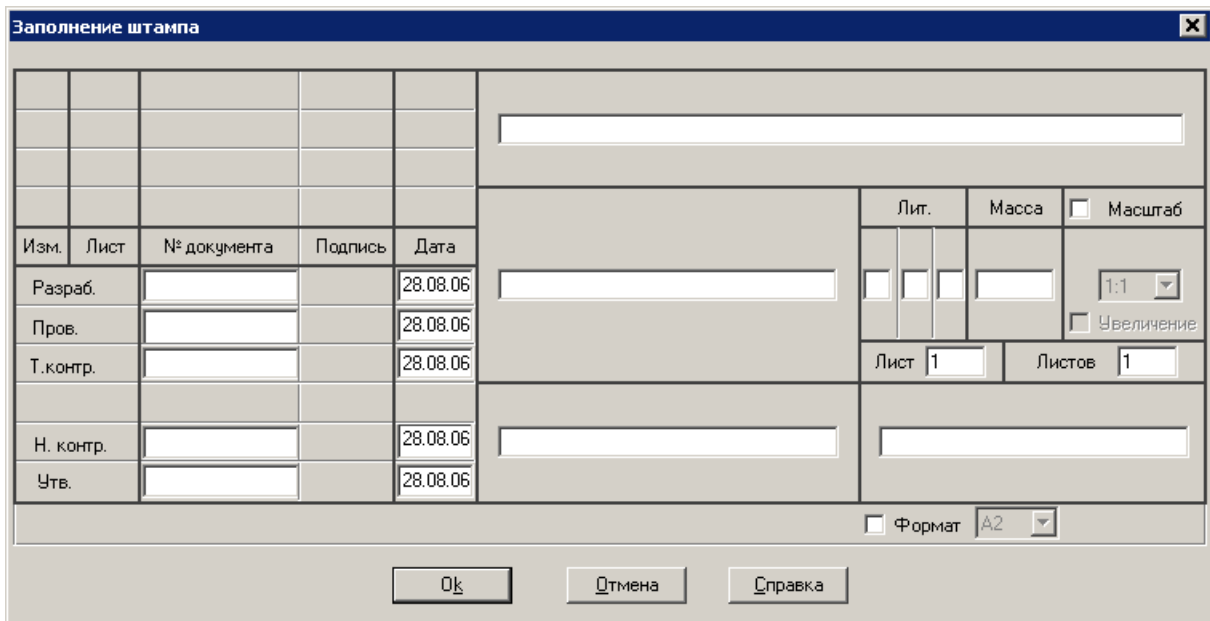 Заполнение штампа
Лит. Масса Масштаб
Изм. Лист № документа Подпись Дата
Разраб. 28.08.06 1:1
Пров. 28.08.06 Увеличение
Т.контр. 28.08.06 Лист 1 Листов 1
Н. контр. 28.08.06
Утв. 28.08.06
Формат A2
Ok Отмена Справка